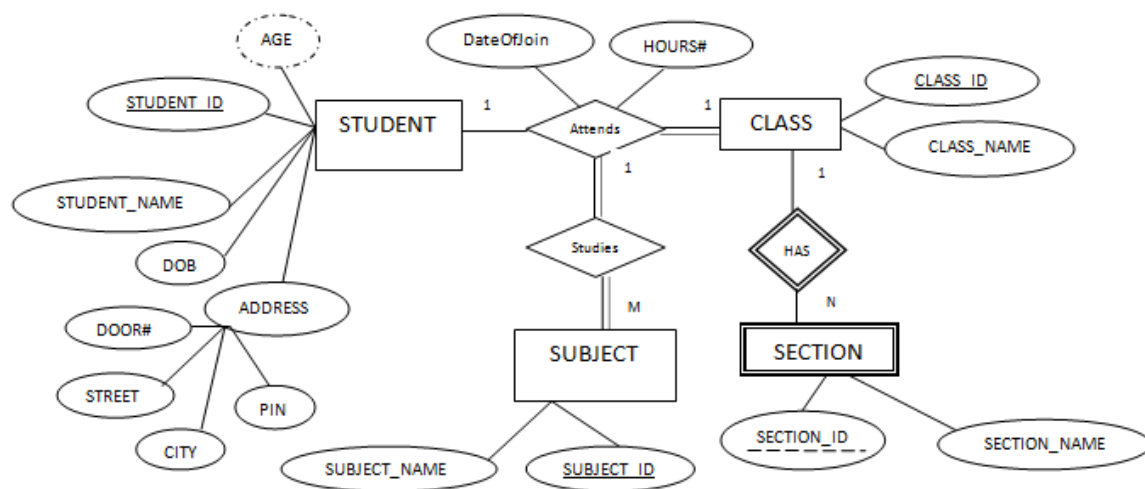 AGE
DateOfJoin
HOURS#
STUDENT_ID
CLASS_ID
STUDENT
1
Attends
1
CLASS
CLASS_NAME
1
1
STUDENT_NAME
Studies
HAS
DOB
ADDRESS
DOOR#
M
N
SUBJECT
SECTION
STREET
PIN
CITY
SECTION_ID
SECTION_NAME
SUBJECT_NAME
SUBJECT_ID